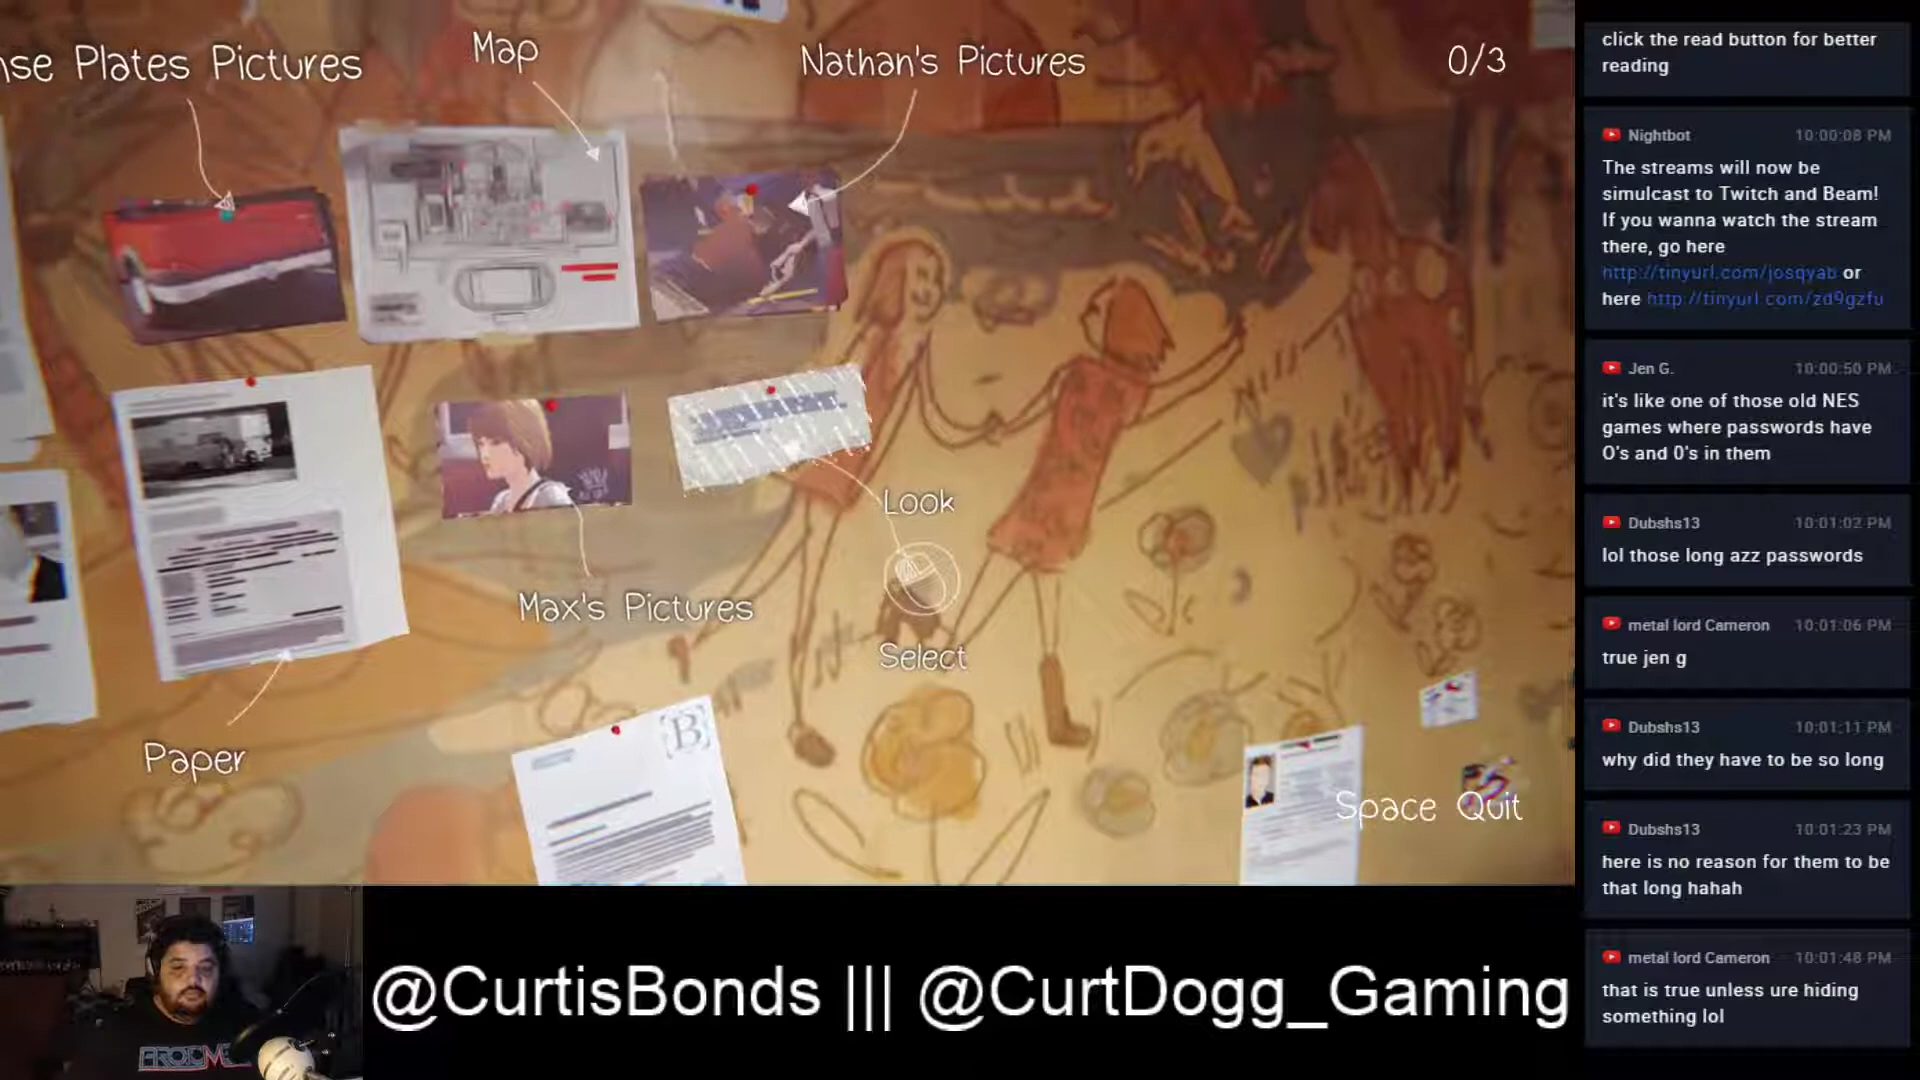 nse Plates Pictures
Map
Nathan's Pictures
0/3
Look
Max's Pictures
Select
Paper
B
Space Quit
@CurtisBonds ||| @CurtDogg_Gaming
click the read button for better
reading
Nightbot 10:00:08 PM
The streams will now be
simulcast to Twitch and Beam!
If you wanna watch the stream
there, go here
http://tinyurl.com/josqyab or
here http://tinyurl.com/zd9gzfu
Jen G. 10:00:50 PM
it's like one of those old NES
games where passwords have
O's and 0's in them
Dubshs13 10:01:02 PM
lol those long azz passwords
metal lord Cameron 10:01:06 PM
true jen g
Dubshs13 10:01:11 PM
why did they have to be so long
Dubshs13 10:01:23 PM
here is no reason for them to be
that long hahah
metal lord Cameron 10:01:48 PM
that is true unless ure hiding
something lol